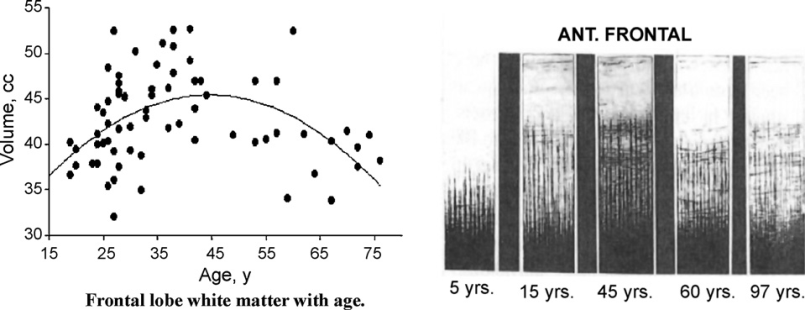 55
50
45
40
35
30
Volume, cc
15
25
35
45
55
65
75
Age, y
Frontal lobe white matter with age.
ANT. FRONTAL
5 yrs.
15 yrs.
45 yrs.
60 yrs.
97 yrs.